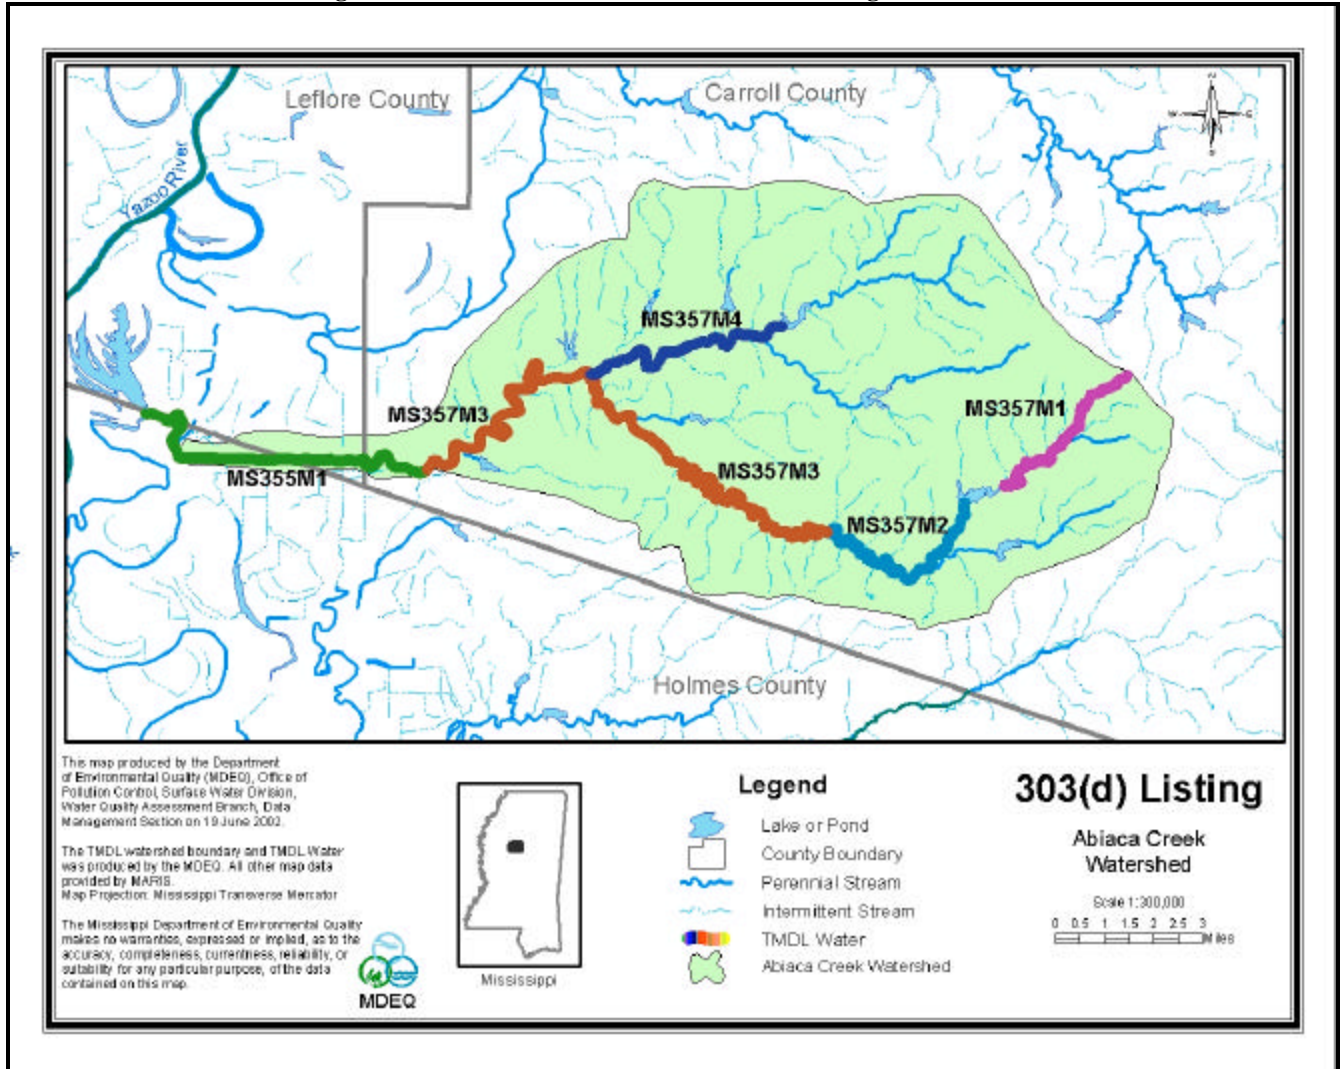 Leflore County
Carroll County
N
W
E
S
Yazoo River
MS357M4
MS357M3
MS357M1
MS355M1
MS357M3
MS357M2
Holmes County
This map produced by the Department
of Environmental Quality (MDEQ), Office of
Pollution Control, Surface Water Division,
Water Quality Assessment Branch, Data
Management Section on 19 June 2002.
The TMDL watershed boundary and TMDL Water
was produced by the MDEQ. All other map data
provided by MARIS.
Map Projection: Mississippi Transverse Mercator
The Mississippi Department of Environmental Quality
makes no warranties, expressed or implied, as to the
accuracy, completeness, currentness, reliability, or
suitability for any particular purpose, of the data
contained on this map.
MDEQ
Mississippi
Legend
Lake or Pond
County Boundary
Perennial Stream
Intermittent Stream
TMDL Water
Abiaca Creek Watershed
303(d) Listing
Abiaca Creek
Watershed
Scale 1:300,000
0 0.5 1 1.5 2 2.5 3
Miles